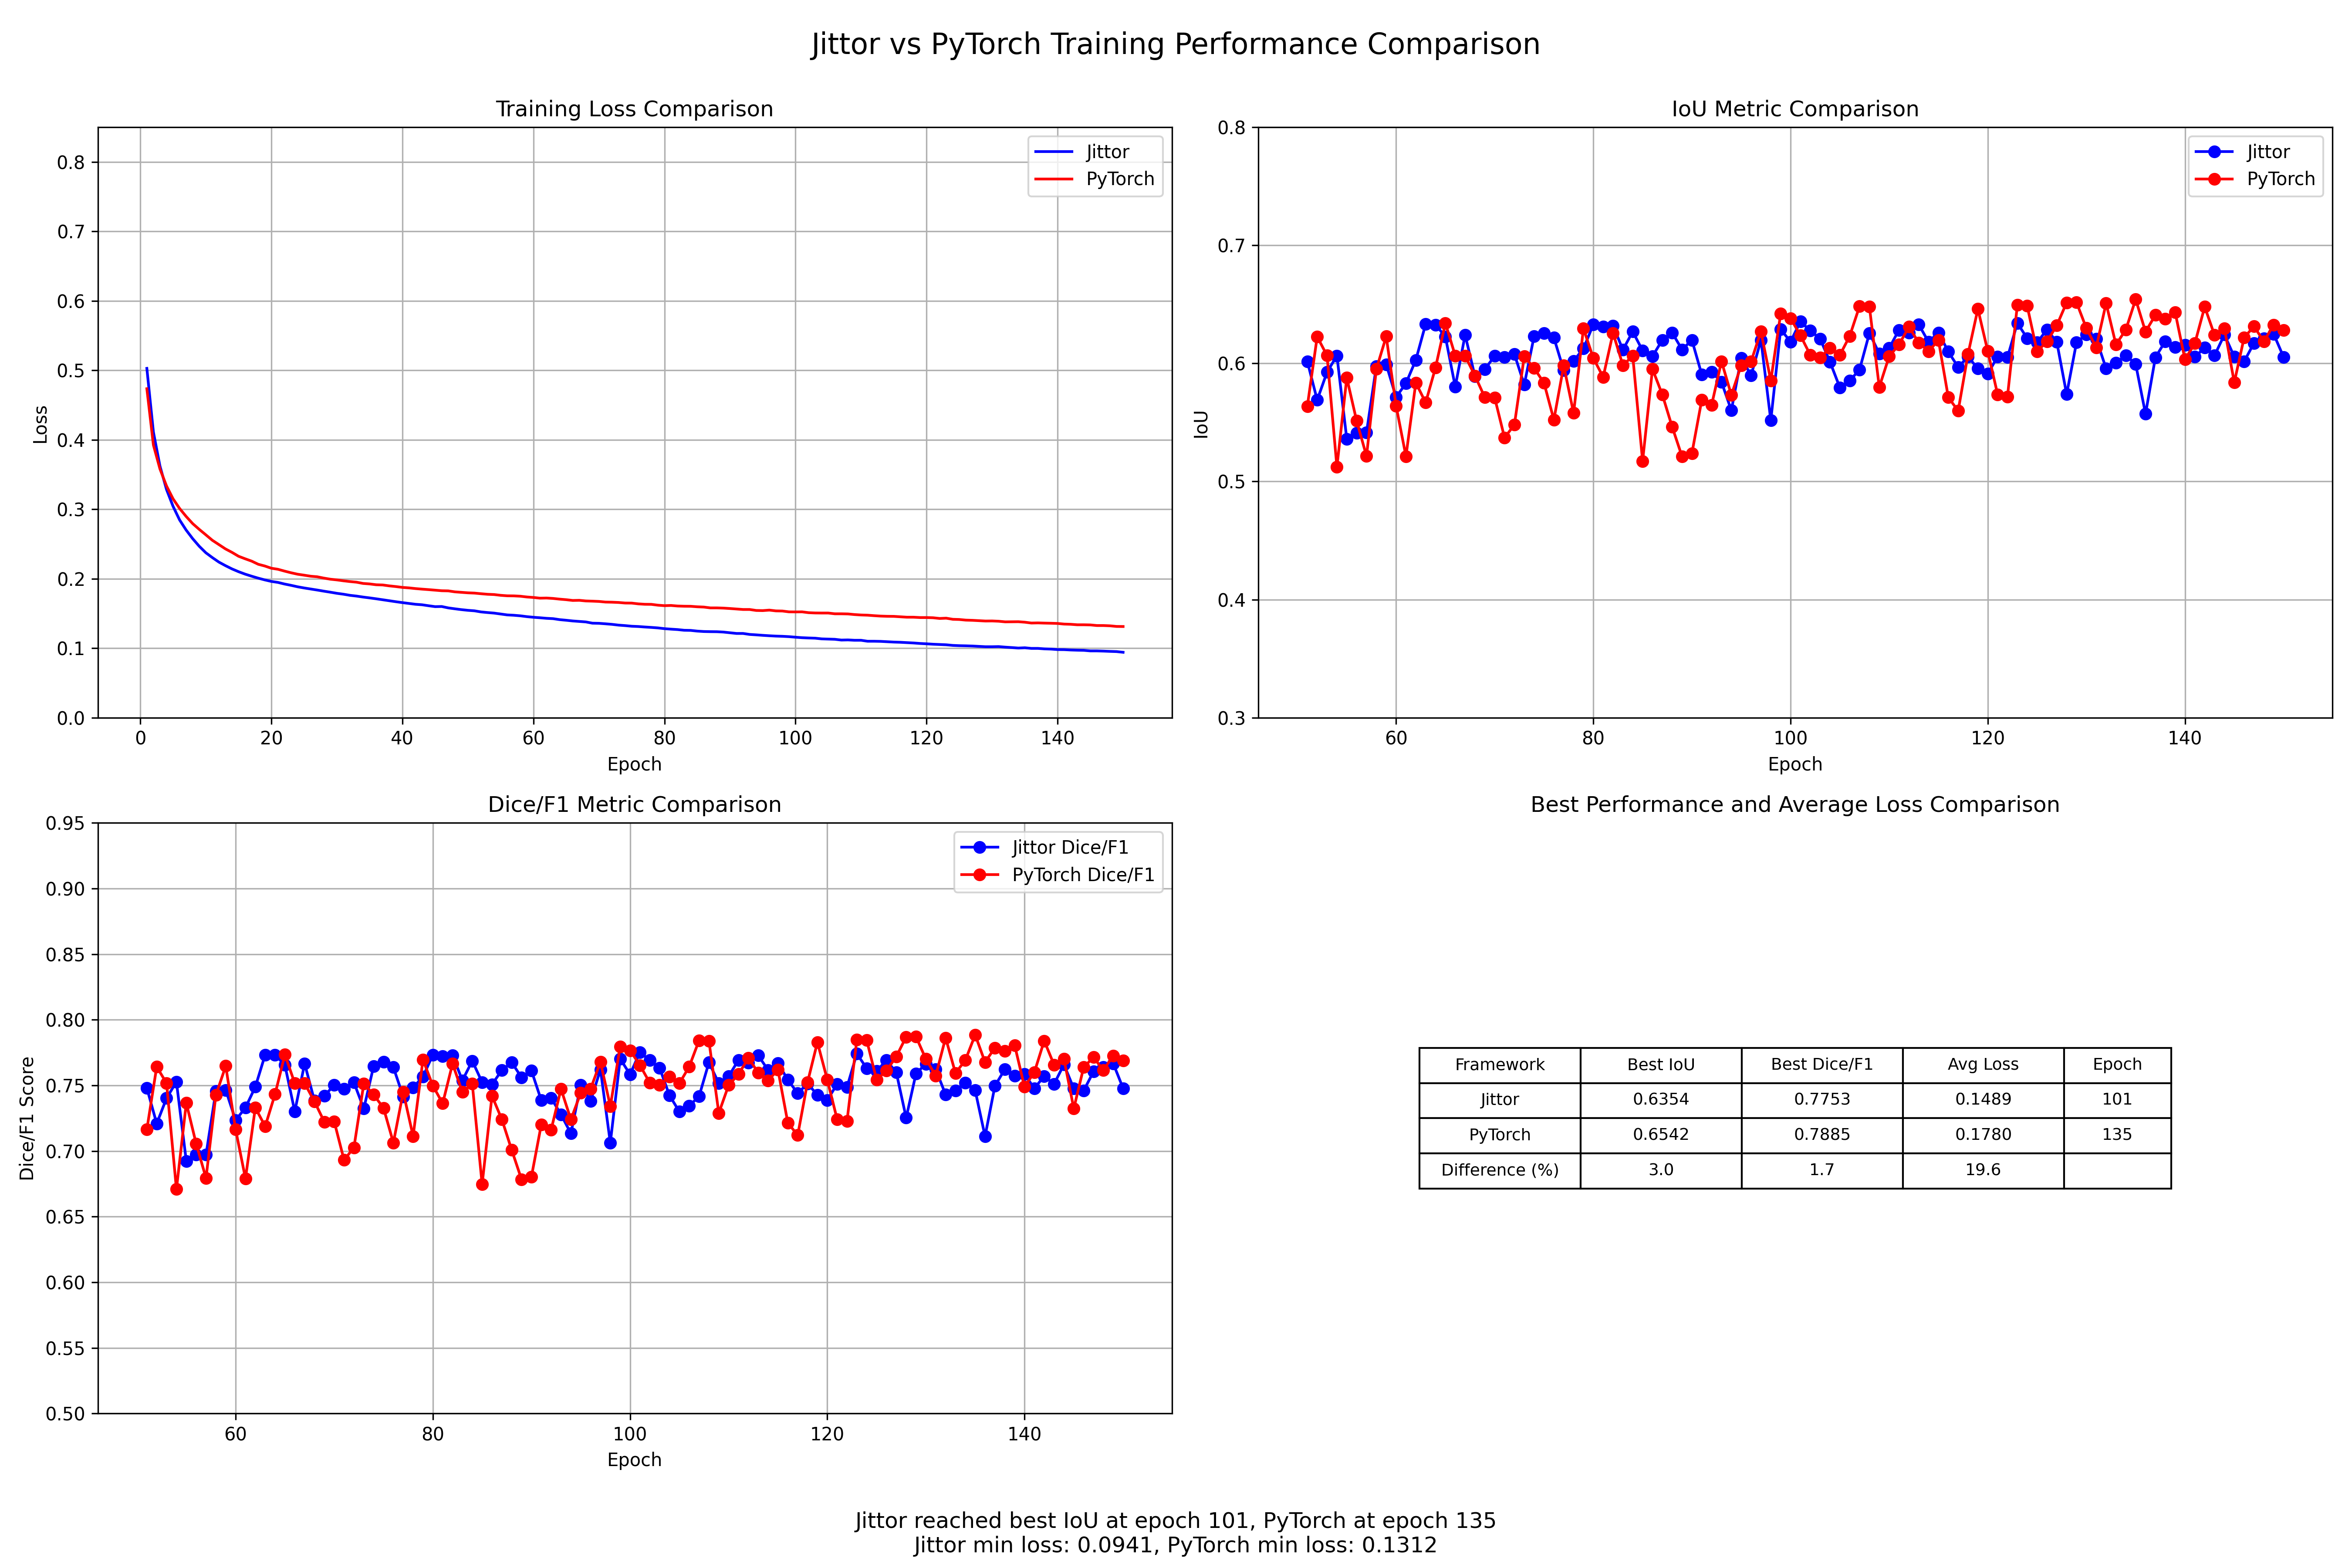 Jittor vs PyTorch Training Performance Comparison
Training Loss Comparison
Loss
0.8
0.7
0.6
0.5
0.4
0.3
0.2
0.1
0.0
0 20 40 60 80 100 120 140
Epoch
Jittor
PyTorch
IoU Metric Comparison
IoU
0.8
0.7
0.6
0.5
0.4
0.3
60 80 100 120 140
Epoch
Jittor
PyTorch
Dice/F1 Metric Comparison
Dice/F1 Score
0.95
0.90
0.85
0.80
0.75
0.70
0.65
0.60
0.55
0.50
60 80 100 120 140
Epoch
Jittor Dice/F1
PyTorch Dice/F1
Best Performance and Average Loss Comparison
Framework Best IoU Best Dice/F1 Avg Loss Epoch
Jittor 0.6354 0.7753 0.1489 101
PyTorch 0.6542 0.7885 0.1780 135
Difference (%) 3.0 1.7 19.6
Jittor reached best IoU at epoch 101, PyTorch at epoch 135
Jittor min loss: 0.0941, PyTorch min loss: 0.1312